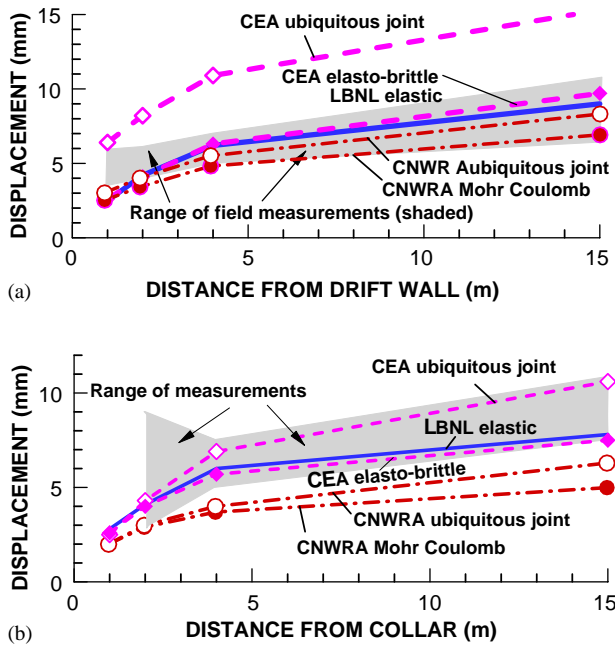 15
CEA ubiquitous joint
CEA elasto-brittle
LBNL elastic
10
DISPLACEMENT (mm)
5
CNWR Aubiquitous joint
CNWRA Mohr Coulomb
Range of field measurements (shaded)
0
0 5 10 15
(a) DISTANCE FROM DRIFT WALL (m)
CEA ubiquitous joint
Range of measurements
10
LBNL elastic
DISPLACEMENT (mm)
CEA elasto-brittle
5
CNWRA ubiquitous joint
CNWRA Mohr Coulomb
0
0 5 10 15
(b) DISTANCE FROM COLLAR (m)